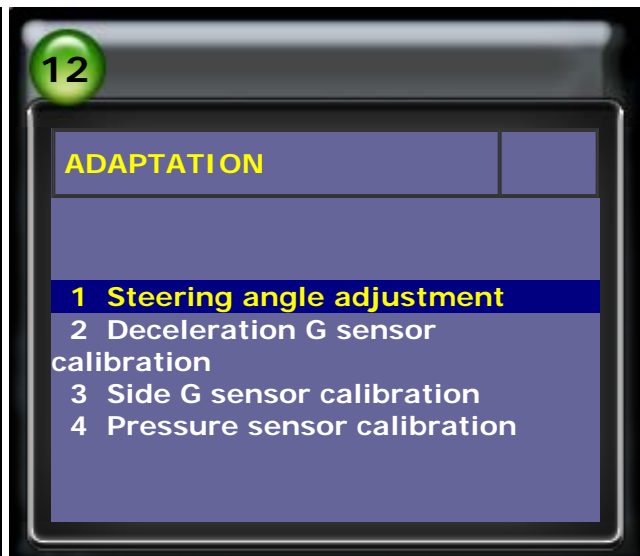 12
ADAPTATION
1 Steering angle adjustment
2 Deceleration G sensor
calibration
3 Side G sensor calibration
4 Pressure sensor calibration